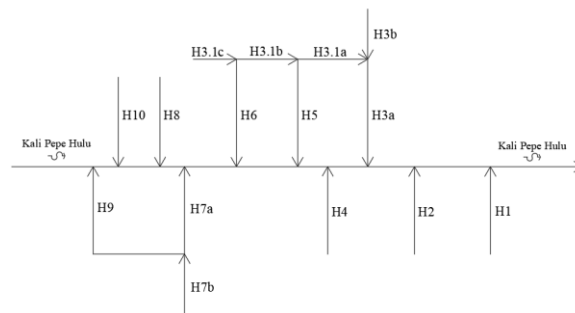 H3b
H3.1c
H3.1b
H3.1a
H10
H8
H6
H5
H3a
Kali Pepe Hulu
Kali Pepe Hulu
H9
H7a
H4
H2
H1
H7b